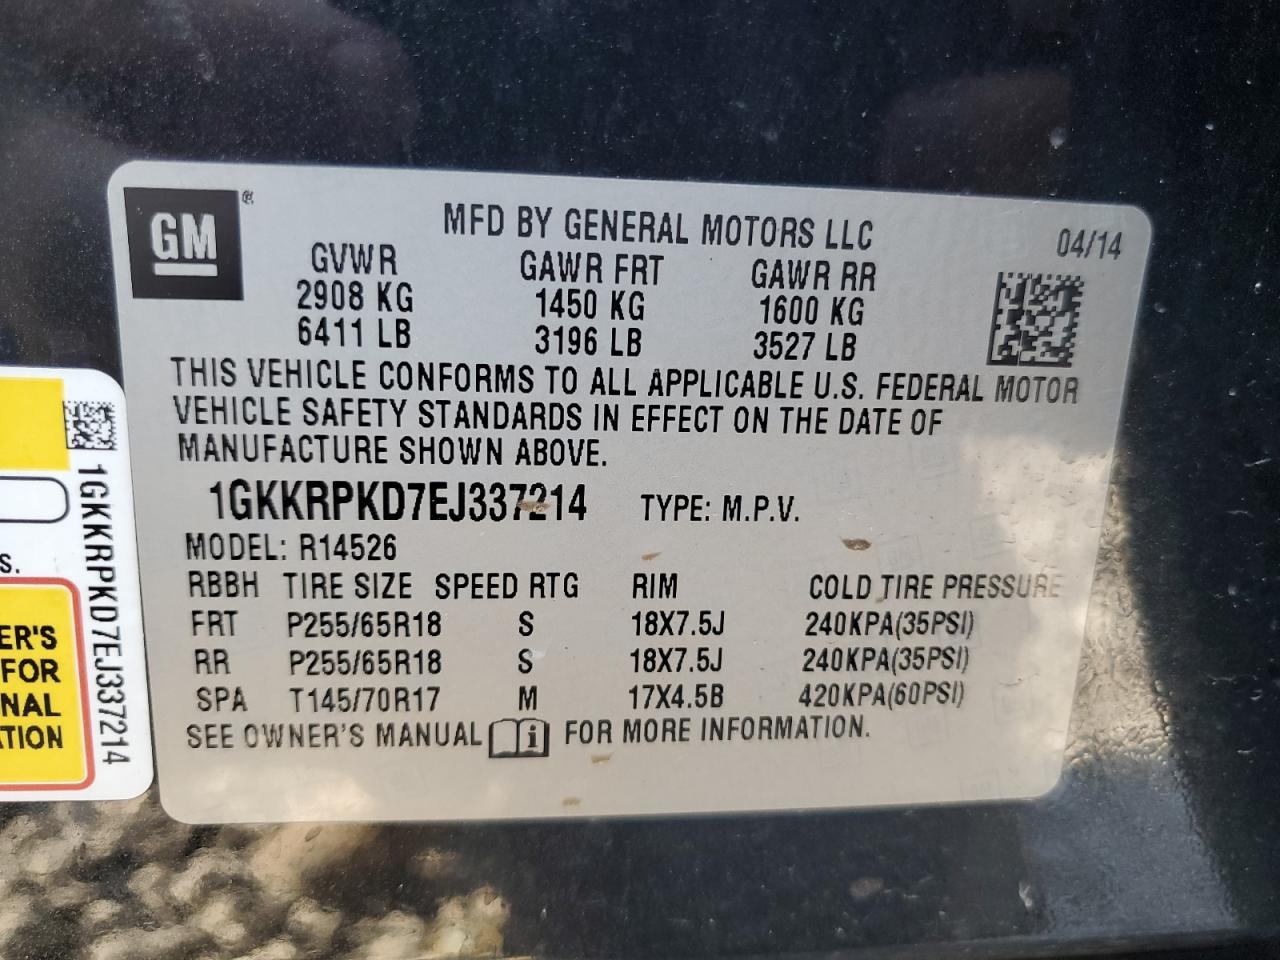 GM
MFD BY GENERAL MOTORS LLC
04/14
GVWR GAWR FRT GAWR RR
2908 KG 1450 KG 1600 KG
6411 LB 3196 LB 3527 LB
THIS VEHICLE CONFORMS TO ALL APPLICABLE U.S. FEDERAL MOTOR
VEHICLE SAFETY STANDARDS IN EFFECT ON THE DATE OF
MANUFACTURE SHOWN ABOVE.
1GKKRPKD7EJ337214 TYPE: M.P.V.
MODEL: R14526
RBBH TIRE SIZE SPEED RTG RIM COLD TIRE PRESSURE
FRT P255/65R18 S 18X7.5J 240KPA(35PSI)
RR P255/65R18 S 18X7.5J 240KPA(35PSI)
SPA T145/70R17 M 17X4.5B 420KPA(60PSI)
SEE OWNER'S MANUAL i FOR MORE INFORMATION.
1GKKRPKD7EJ337214
S.
ER'S
FOR
NAL
TION